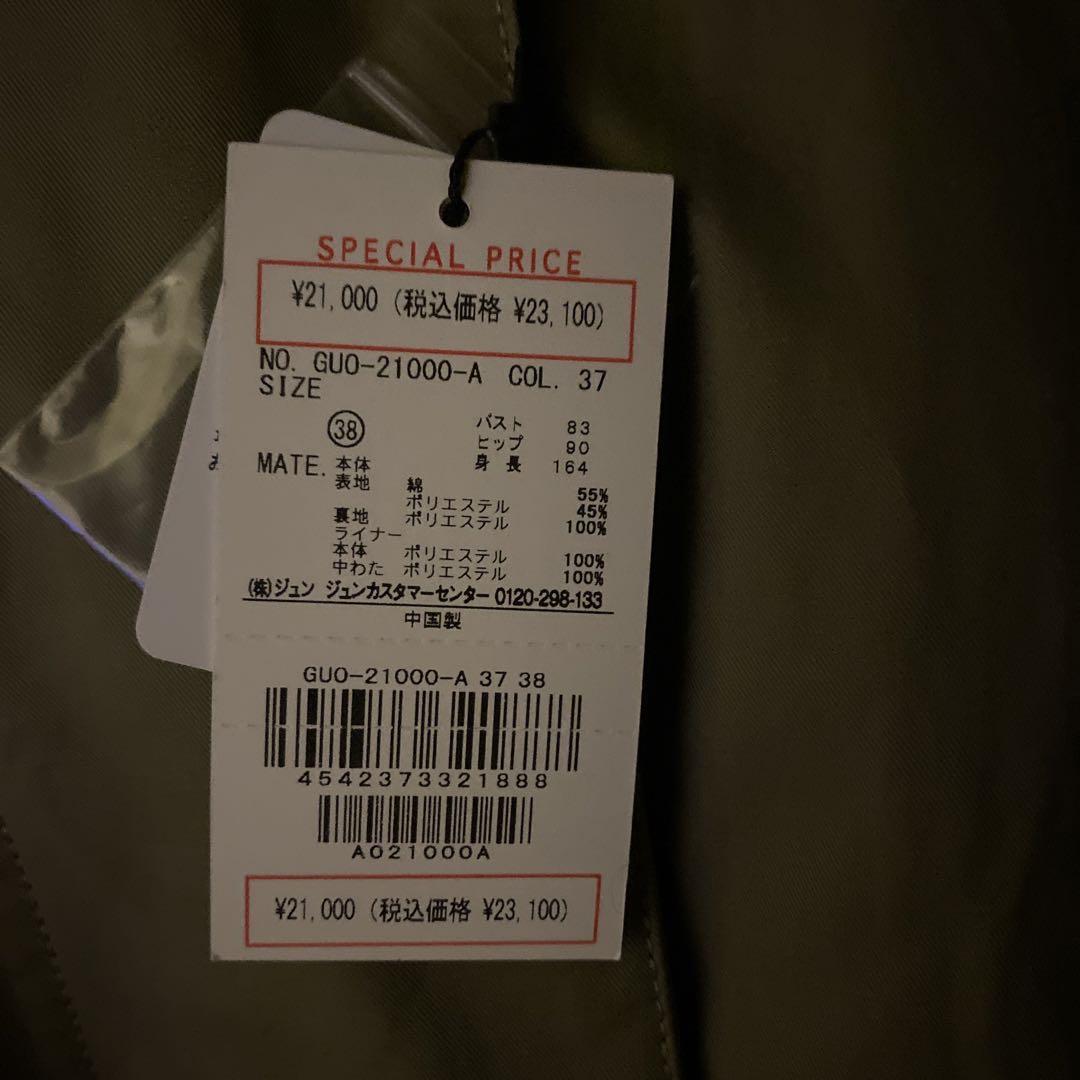 SPECIAL PRICE
¥21,000 (税込価格 ¥23,100)
NO. GUO-21000-A COL. 37
SIZE
38
バスト 83
ヒップ 90
身長 164
MATE. 本体
表地 綿 55%
ポリエステル 45%
裏地 ポリエステル 100%
ライナー
本体 ポリエステル 100%
中わた ポリエステル 100%
(株)ジュン ジュンカスタマーセンター 0120-298-133
中国製
GUO-21000-A 37 38
4542373321888
A021000A
¥21,000 (税込価格 ¥23,100)